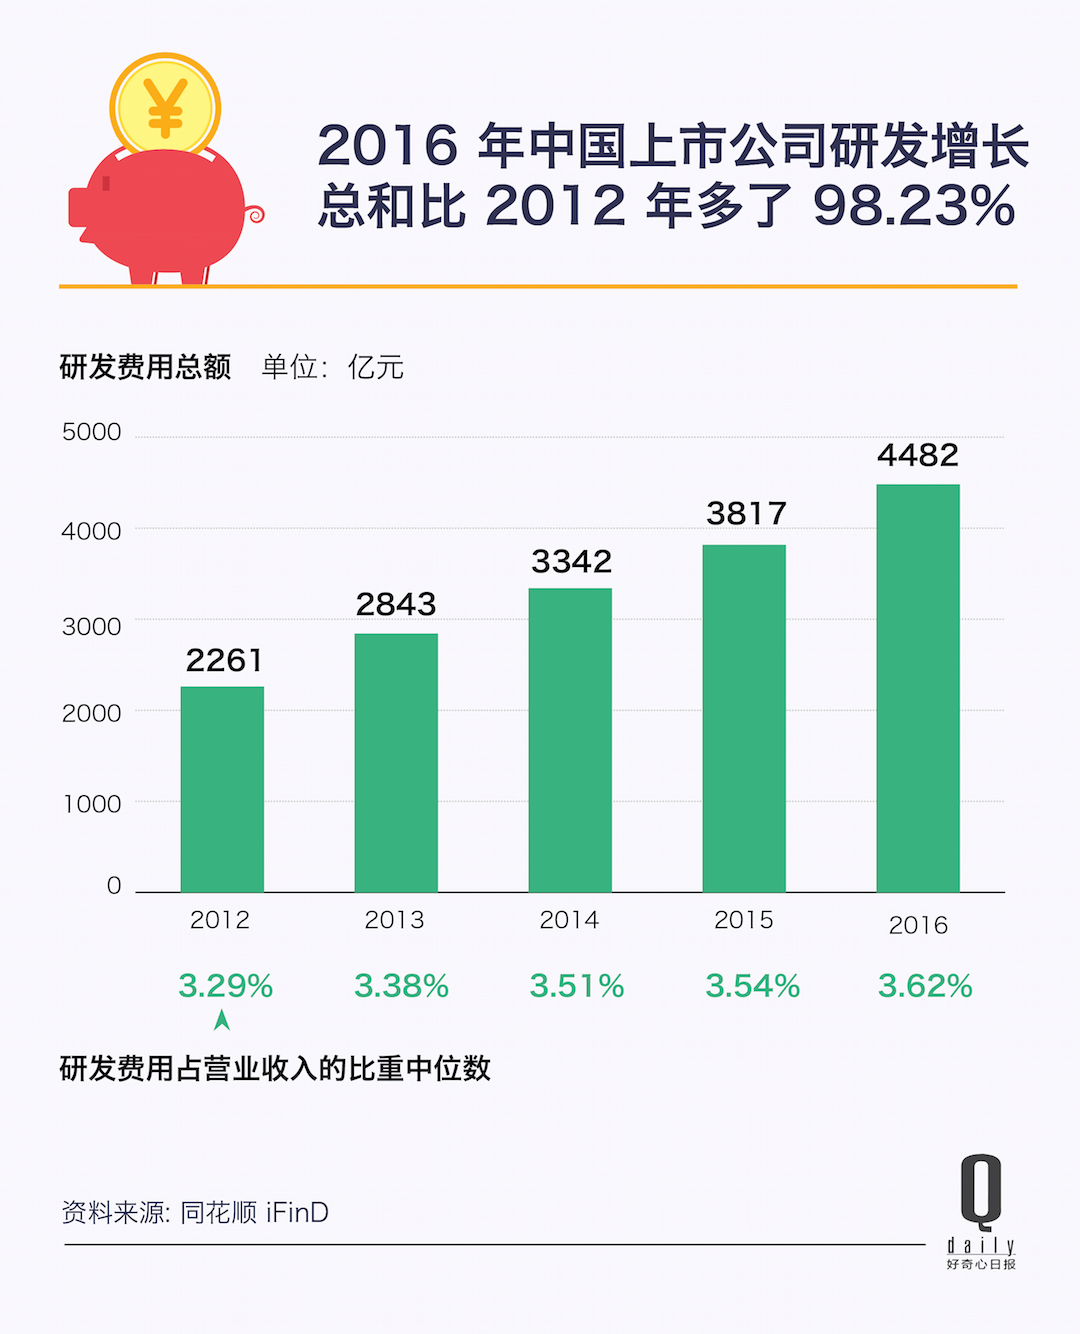 ¥
2016 年中国上市公司研发增长
总和比 2012 年多了 98.23%
研发费用总额 单位：亿元
5000
4000
3000
2000
1000
0
2261
2843
3342
3817
4482
2012 2013 2014 2015 2016
3.29% 3.38% 3.51% 3.54% 3.62%
研发费用占营业收入的比重中位数
资料来源: 同花顺 iFinD
Q
daily
好奇心日报